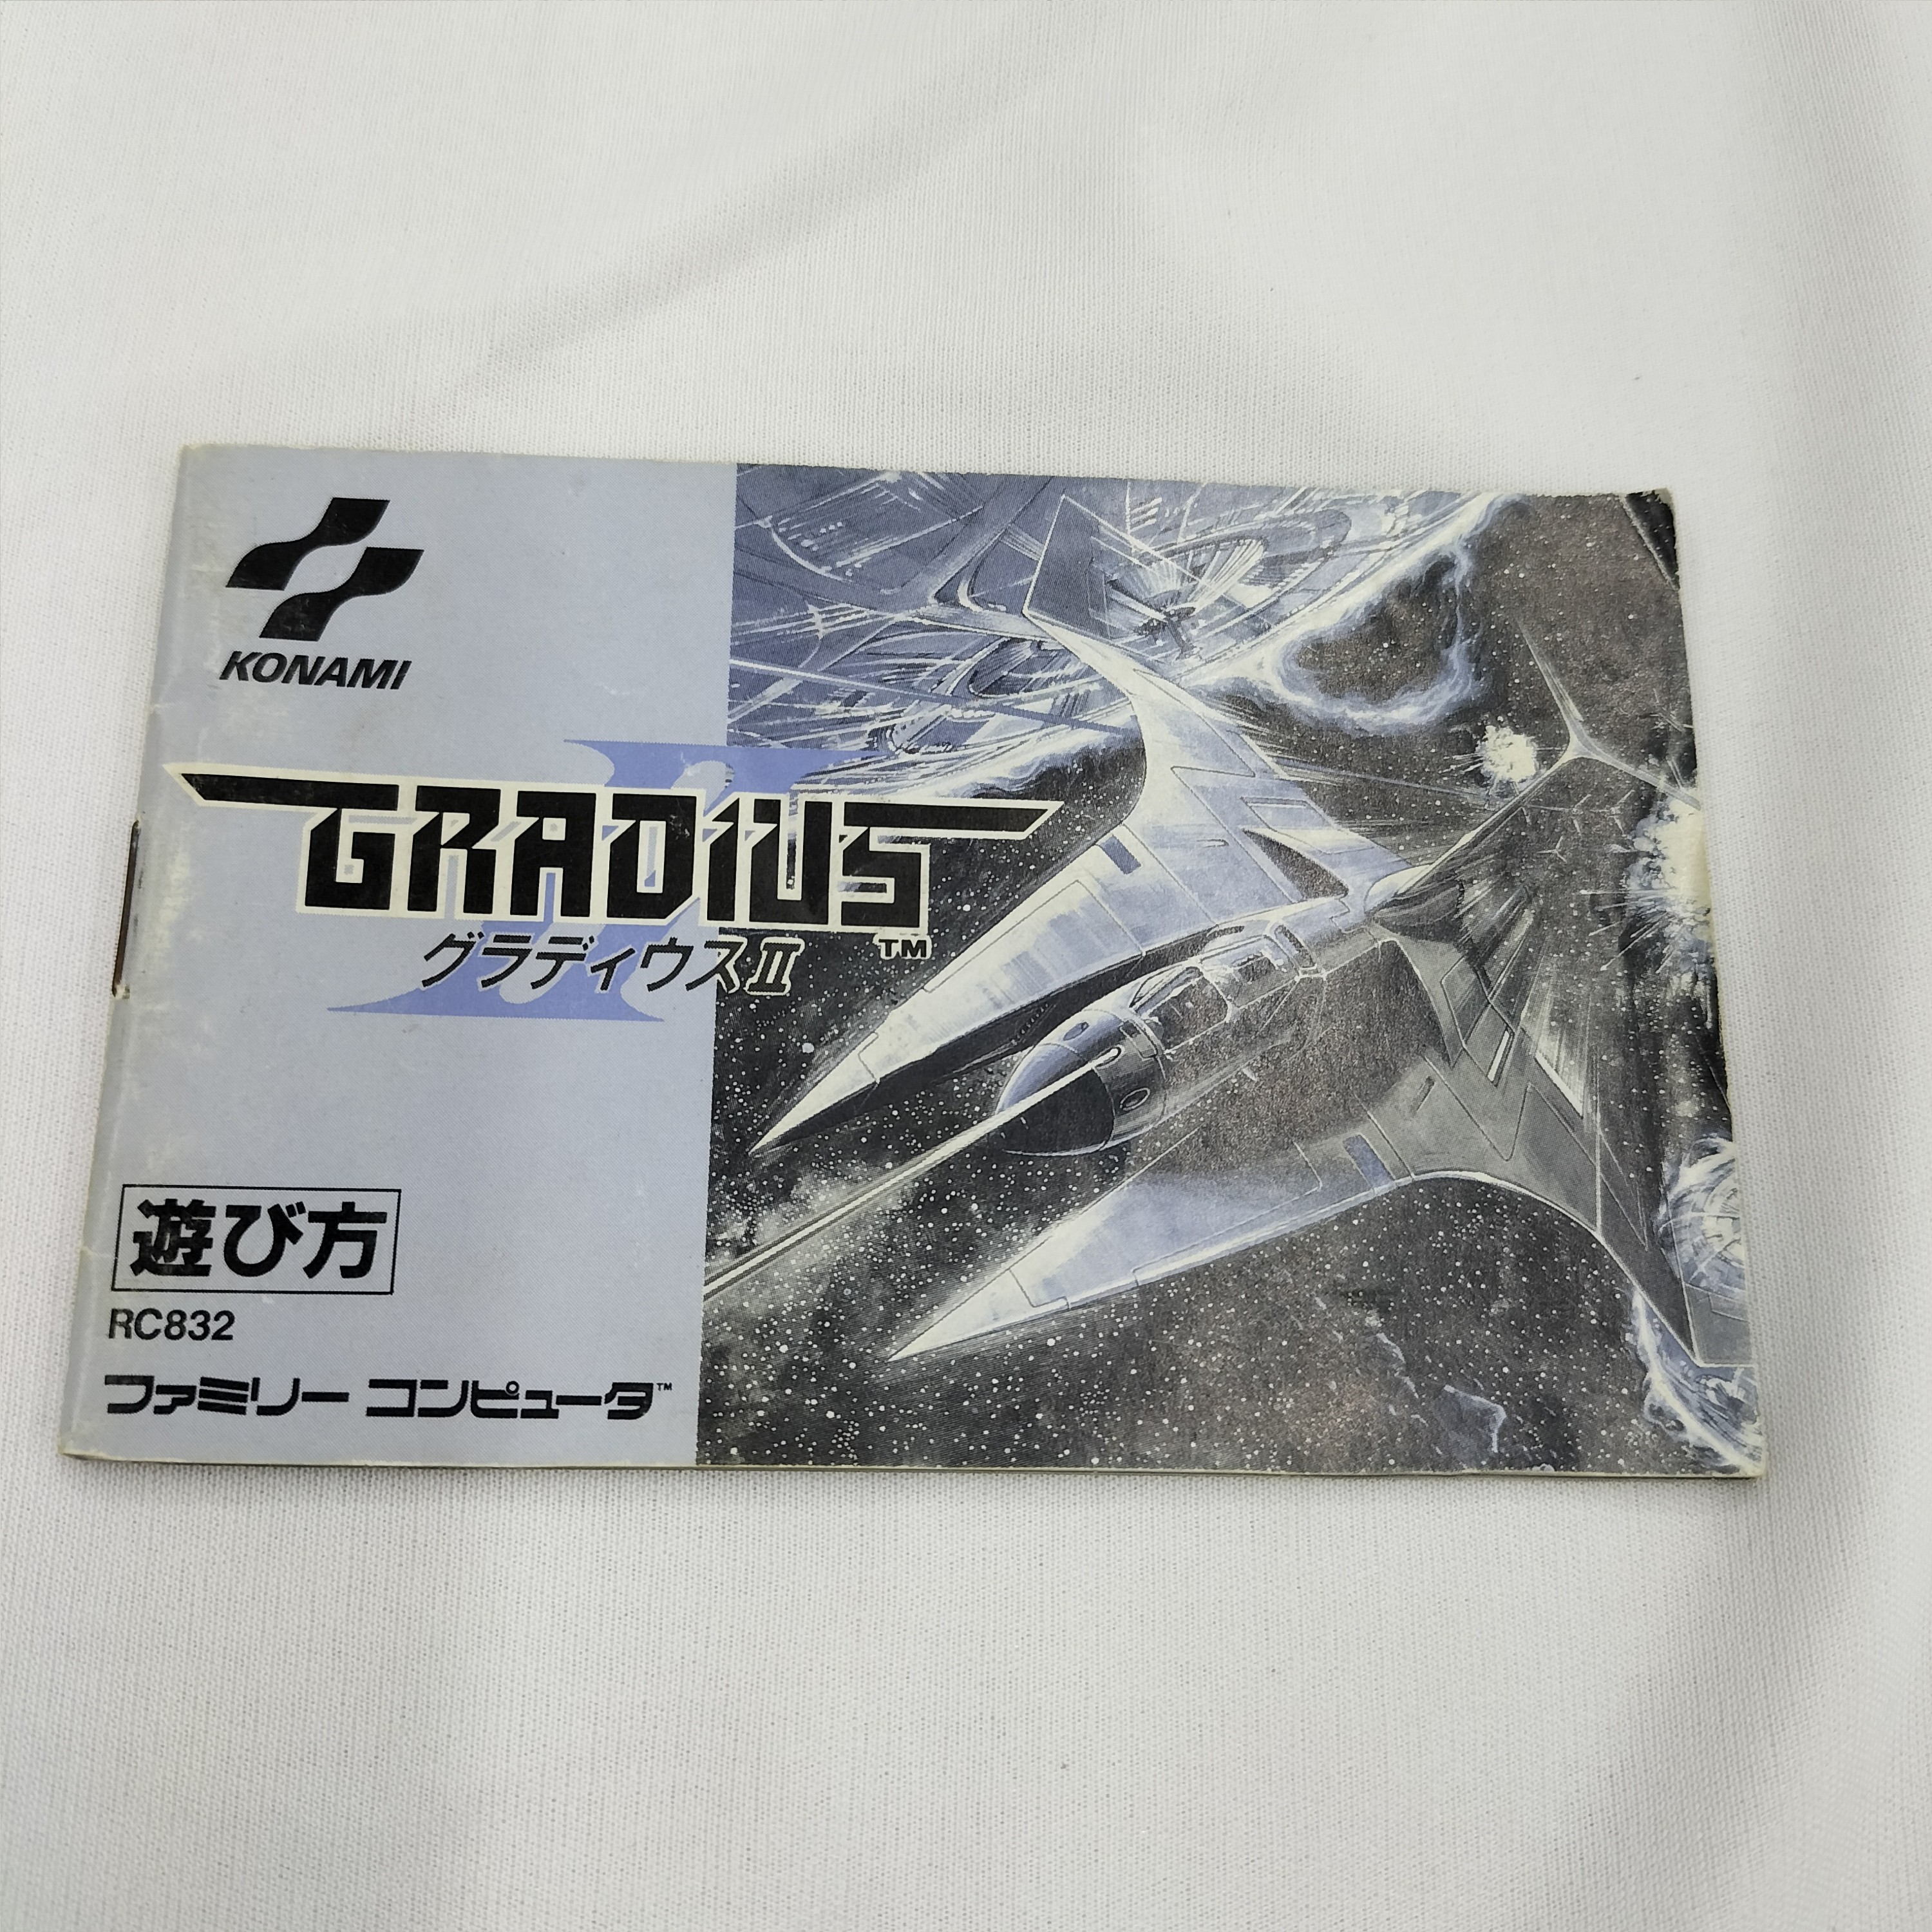 KONAMI
GRADIUS
II
TM
グラディウスII
遊び方
RC832
ファミリー コンピュータ™